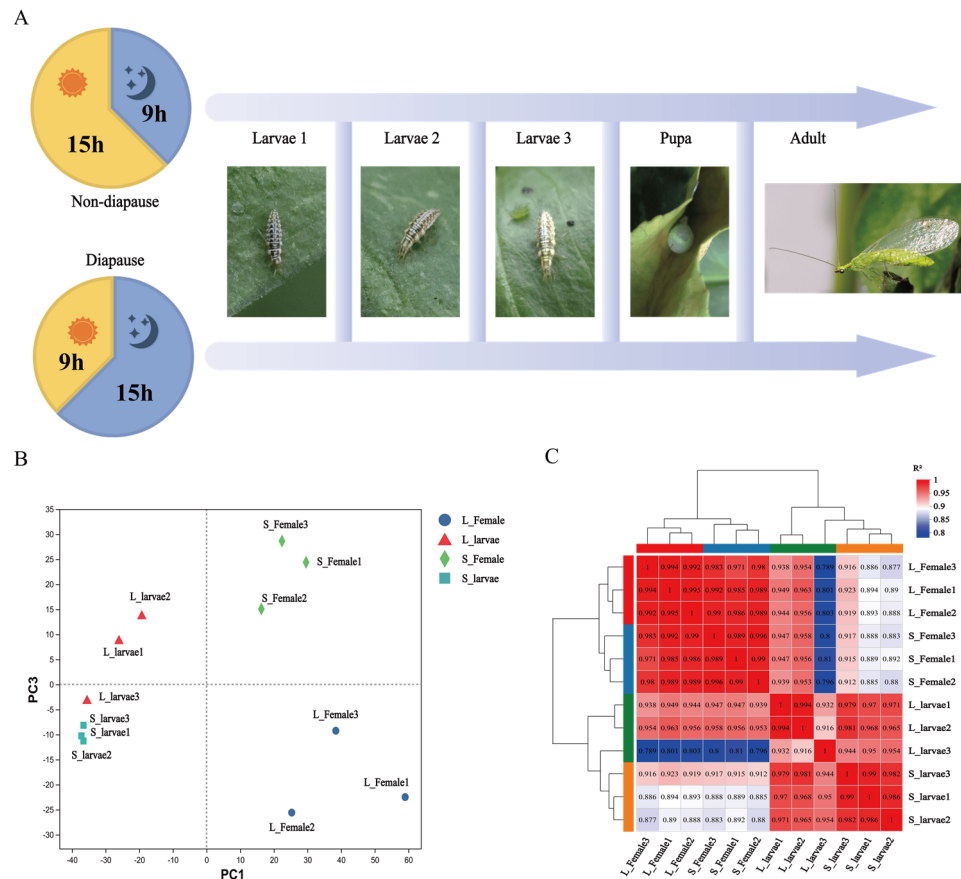 A
15h
9h
Non-diapause
Diapause
9h
15h
Larvae 1
Larvae 2
Larvae 3
Pupa
Adult
B
35
30
25
20
15
10
5
0
-5
-10
-15
-20
-25
-30
PC3
-40
-30
-20
-10
0
10
20
30
40
50
60
PC1
S_Female3
S_Female1
S_Female2
L_larvae2
L_larvae1
L_larvae3
S_larvae3
S_larvae1
S_larvae2
L_Female3
L_Female1
L_Female2
L_Female
L_larvae
S_Female
S_larvae
C
R²
1
0.95
0.9
0.85
0.8
1 0.994 0.992 0.983 0.971 0.98 0.938 0.954 0.789 0.916 0.886 0.877 L_Female3
0.994 1 0.995 0.992 0.985 0.989 0.949 0.963 0.801 0.923 0.894 0.89 L_Female1
0.992 0.995 1 0.99 0.986 0.989 0.944 0.956 0.803 0.919 0.893 0.888 L_Female2
0.983 0.992 0.99 1 0.989 0.996 0.947 0.958 0.8 0.917 0.888 0.883 S_Female3
0.971 0.985 0.986 0.989 1 0.99 0.947 0.956 0.81 0.915 0.889 0.892 S_Female1
0.98 0.989 0.989 0.996 0.99 1 0.939 0.953 0.796 0.912 0.885 0.88 S_Female2
0.938 0.949 0.944 0.947 0.947 0.939 1 0.994 0.932 0.979 0.97 0.971 L_larvae1
0.954 0.963 0.956 0.958 0.956 0.953 0.994 1 0.916 0.981 0.968 0.965 L_larvae2
0.789 0.801 0.803 0.8 0.81 0.796 0.932 0.916 1 0.944 0.95 0.954 L_larvae3
0.916 0.923 0.919 0.917 0.915 0.912 0.979 0.981 0.944 1 0.99 0.982 S_larvae3
0.886 0.894 0.893 0.888 0.889 0.885 0.97 0.968 0.95 0.99 1 0.986 S_larvae1
0.877 0.89 0.888 0.883 0.892 0.88 0.971 0.965 0.954 0.982 0.986 1 S_larvae2
L_Female3
L_Female1
L_Female2
S_Female3
S_Female1
S_Female2
L_larvae1
L_larvae2
L_larvae3
S_larvae3
S_larvae1
S_larvae2